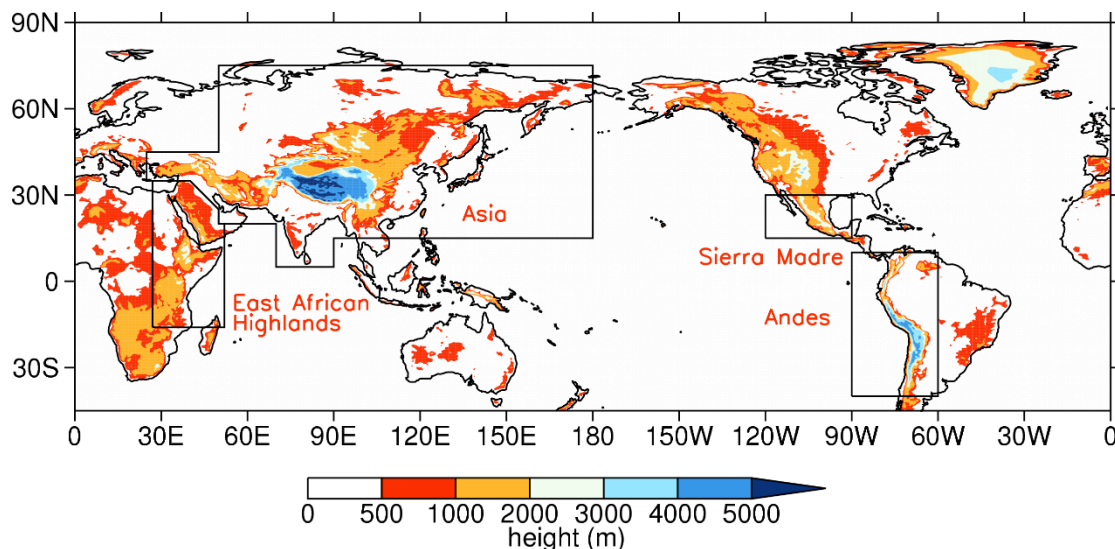 90N
60N
30N
0
30S
Asia
Sierra Madre
East African
Highlands
Andes
0 30E 60E 90E 120E 150E 180 150W 120W 90W 60W 30W 0
0 500 1000 2000 3000 4000 5000
height (m)